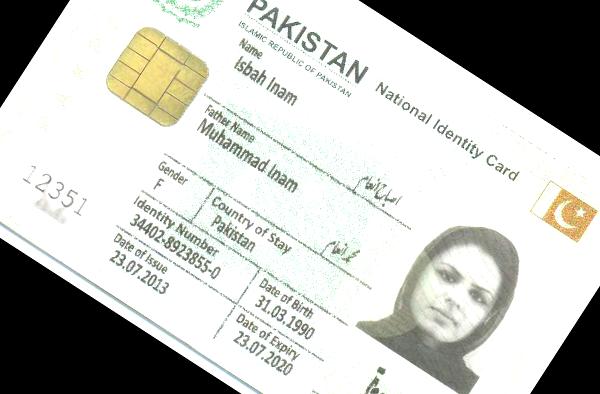 PAKISTAN National Identity Card
ISLAMIC REPUBLIC OF PAKISTAN
Name
Isbah Inam
Father Name
Muhammad Inam
Gender
F
Country of Stay
Pakistan
Identity Number
34402-8923855-0
Date of Birth
31.03.1990
Date of Issue
23.07.2013
Date of Expiry
23.07.2020
12351